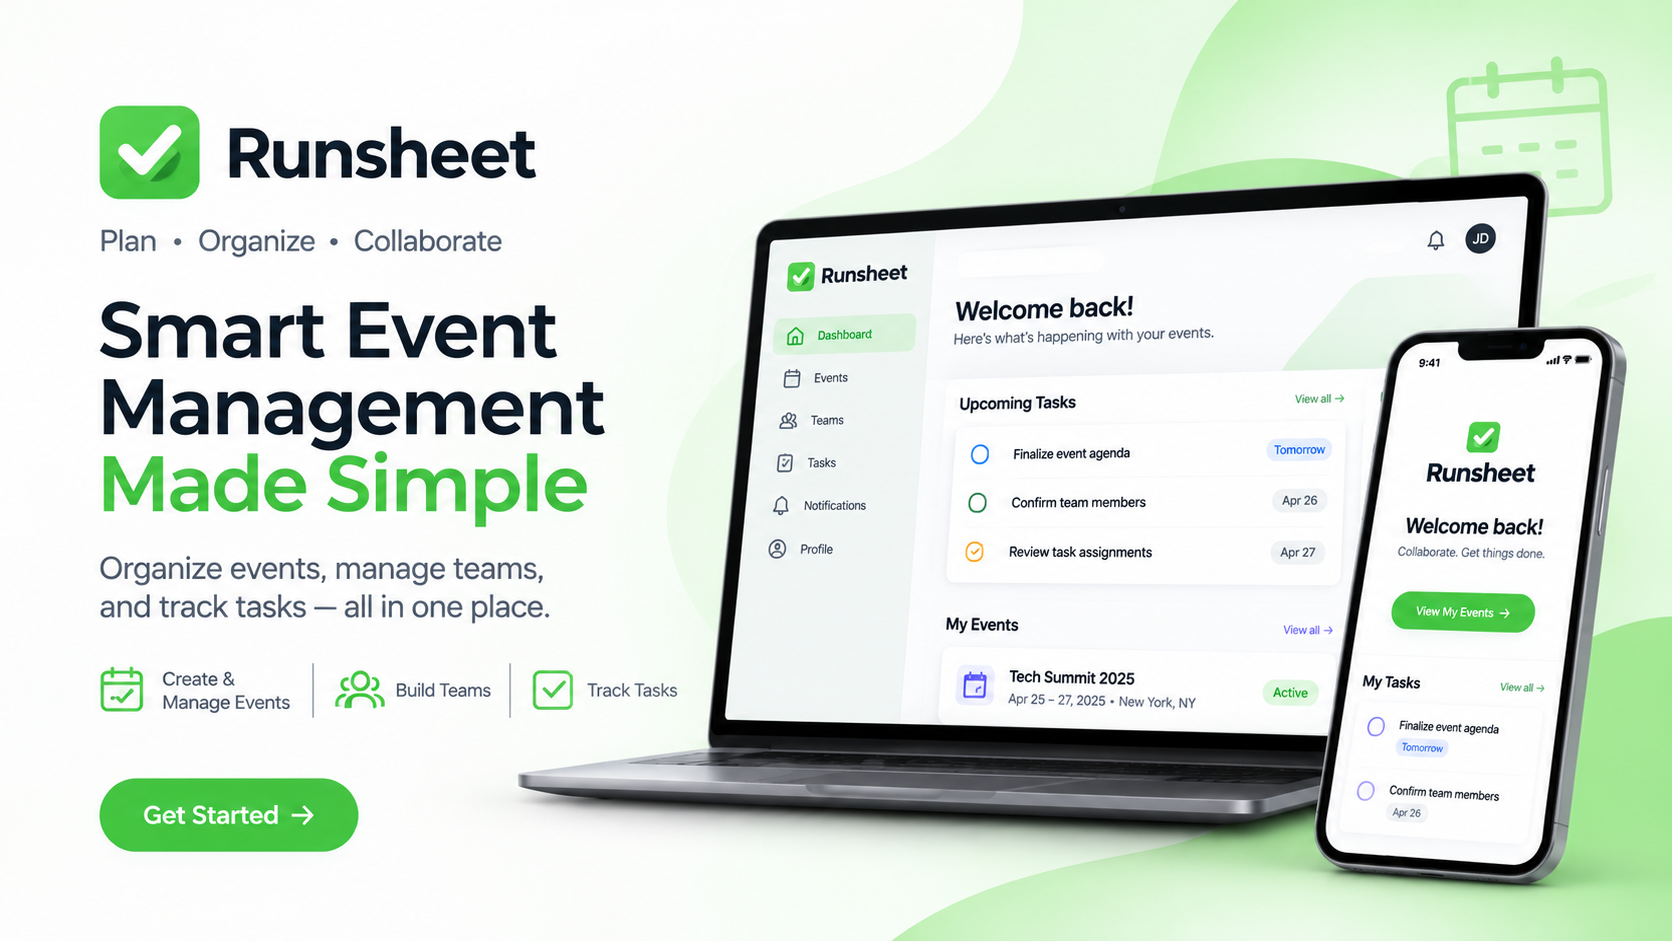 Runsheet
Plan • Organize • Collaborate
Smart Event
Management
Made Simple
Organize events, manage teams,
and track tasks — all in one place.
Create &
Manage Events
Build Teams
Track Tasks
Get Started →
Runsheet
Dashboard
Events
Teams
Tasks
Notifications
Profile
JD
Welcome back!
Here's what's happening with your events.
Upcoming Tasks
View all →
Finalize event agenda
Tomorrow
Confirm team members
Apr 26
Review task assignments
Apr 27
My Events
View all →
Tech Summit 2025
Apr 25 – 27, 2025 • New York, NY
Active
9:41
Runsheet
Welcome back!
Collaborate. Get things done.
View My Events →
My Tasks
View all →
Finalize event agenda
Tomorrow
Confirm team members
Apr 26